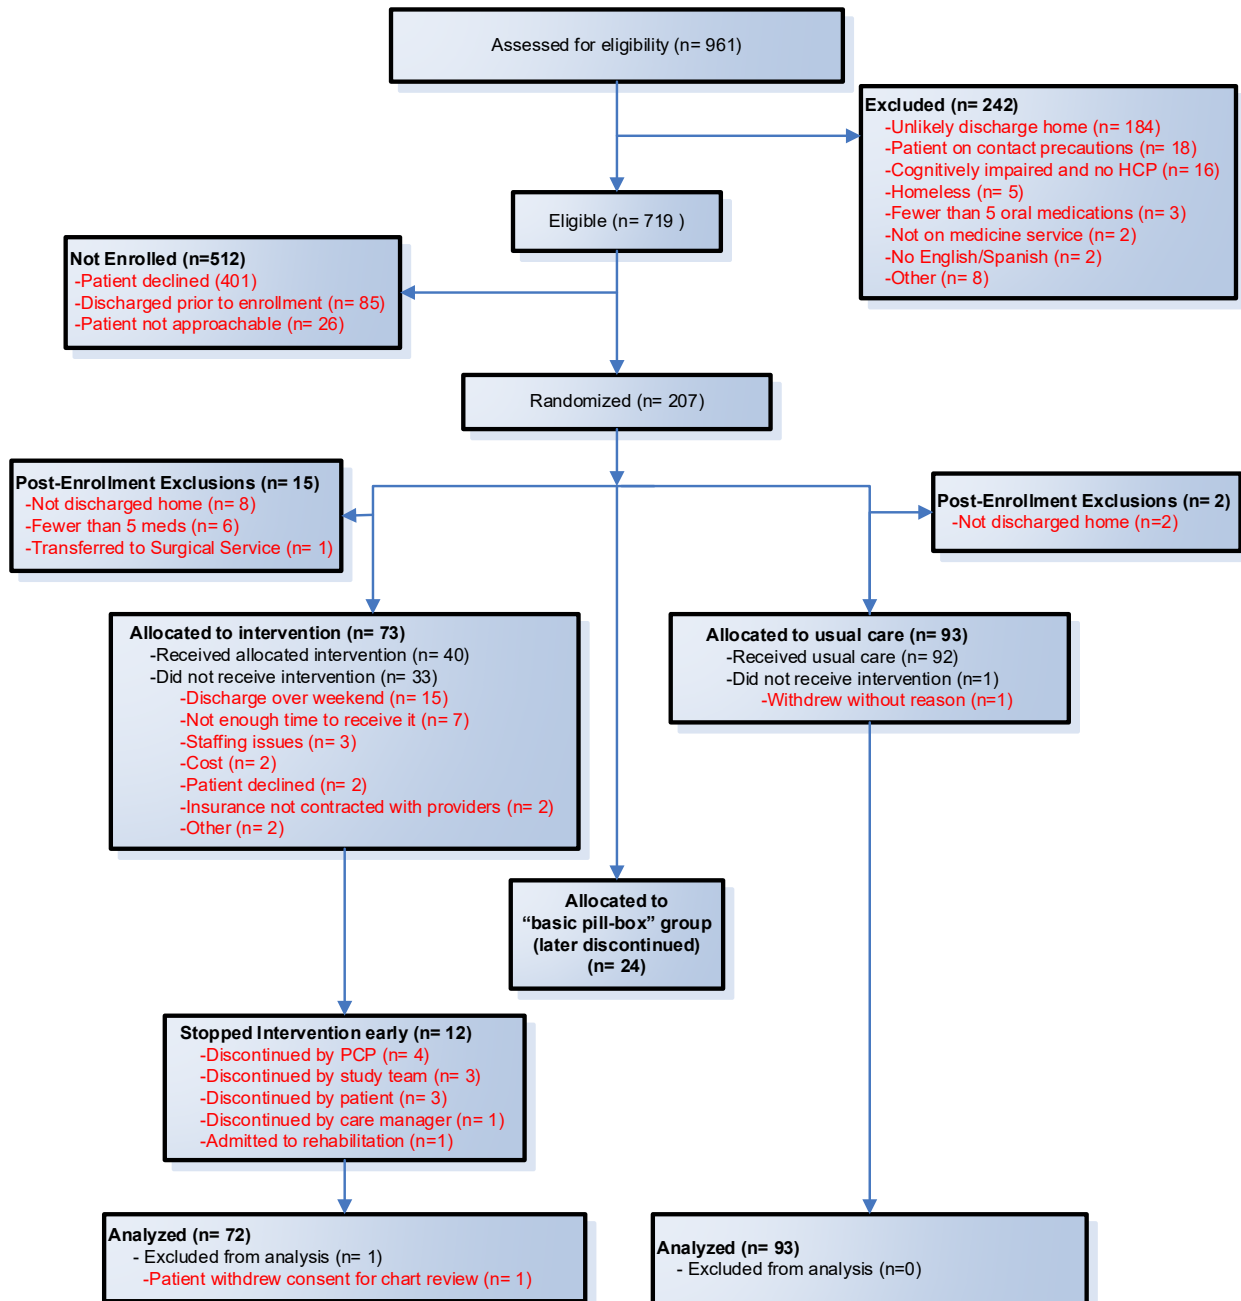 Assessed for eligibility (n= 961)
Excluded (n= 242)
-Unlikely discharge home (n= 184)
-Patient on contact precautions (n= 18)
-Cognitively impaired and no HCP (n= 16)
-Homeless (n= 5)
-Fewer than 5 oral medications (n= 3)
-Not on medicine service (n= 2)
-No English/Spanish (n= 2)
-Other (n= 8)
Eligible (n= 719 )
Not Enrolled (n=512)
-Patient declined (401)
-Discharged prior to enrollment (n= 85)
-Patient not approachable (n= 26)
Randomized (n= 207)
Post-Enrollment Exclusions (n= 15)
-Not discharged home (n= 8)
-Fewer than 5 meds (n= 6)
-Transferred to Surgical Service (n= 1)
Post-Enrollment Exclusions (n= 2)
-Not discharged home (n=2)
Allocated to intervention (n= 73)
-Received allocated intervention (n= 40)
-Did not receive intervention (n= 33)
-Discharge over weekend (n= 15)
-Not enough time to receive it (n= 7)
-Staffing issues (n= 3)
-Cost (n= 2)
-Patient declined (n= 2)
-Insurance not contracted with providers (n= 2)
-Other (n= 2)
Allocated to usual care (n= 93)
-Received usual care (n= 92)
-Did not receive intervention (n=1)
-Withdrew without reason (n=1)
Allocated to
“basic pill-box” group
(later discontinued)
(n= 24)
Stopped Intervention early (n= 12)
-Discontinued by PCP (n= 4)
-Discontinued by study team (n= 3)
-Discontinued by patient (n= 3)
-Discontinued by care manager (n= 1)
-Admitted to rehabilitation (n=1)
Analyzed (n= 72)
- Excluded from analysis (n= 1)
-Patient withdrew consent for chart review (n= 1)
Analyzed (n= 93)
- Excluded from analysis (n=0)